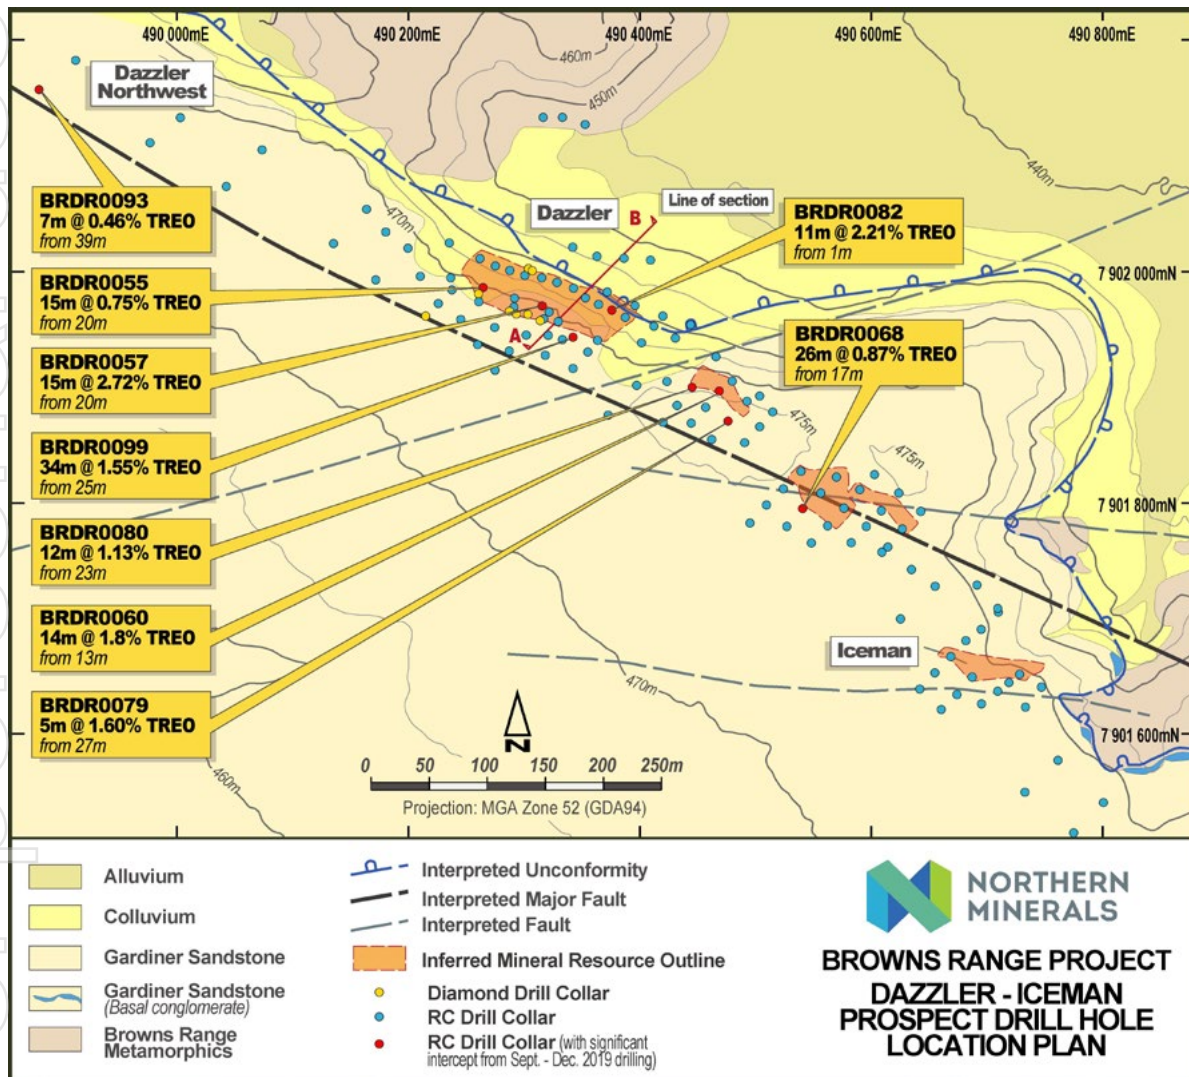 490 000mE
490 200mE
490 400mE
490 600mE
490 800mE
460m
450m
440m
Dazzler
Northwest
BRDR0093
7m @ 0.46% TREO
from 39m
470m
Dazzler
B
Line of section
BRDR0082
11m @ 2.21% TREO
from 1m
7 902 000mN
BRDR0055
15m @ 0.75% TREO
from 20m
A
BRDR0068
26m @ 0.87% TREO
from 17m
BRDR0057
15m @ 2.72% TREO
from 20m
475m
475m
BRDR0099
34m @ 1.55% TREO
from 25m
7 901 800mN
BRDR0080
12m @ 1.13% TREO
from 23m
BRDR0060
14m @ 1.8% TREO
from 13m
Iceman
470m
BRDR0079
5m @ 1.60% TREO
from 27m
7 901 600mN
460m
N
0 50 100 150 200 250m
Projection: MGA Zone 52 (GDA94)
Alluvium
Colluvium
Gardiner Sandstone
Gardiner Sandstone
(Basal conglomerate)
Browns Range
Metamorphics
Interpreted Unconformity
Interpreted Major Fault
Interpreted Fault
Inferred Mineral Resource Outline
Diamond Drill Collar
RC Drill Collar
RC Drill Collar (with significant
intercept from Sept. - Dec. 2019 drilling)
NORTHERN
MINERALS
BROWNS RANGE PROJECT
DAZZLER - ICEMAN
PROSPECT DRILL HOLE
LOCATION PLAN